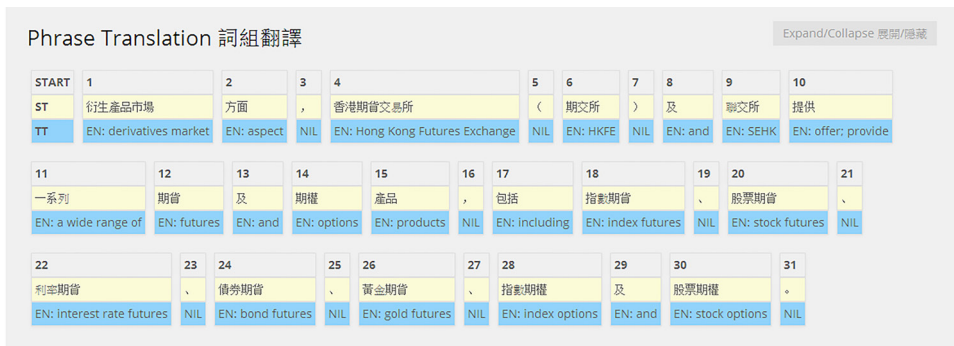 Phrase Translation 詞組翻譯
Expand/Collapse 展開/隱藏
START 1 2 3 4 5 6 7 8 9 10
ST 衍生產品市場 方面 , 香港期貨交易所 ( 期交所 ) 及 聯交所 提供
TT EN: derivatives market EN: aspect NIL EN: Hong Kong Futures Exchange NIL EN: HKFE NIL EN: and EN: SEHK EN: offer; provide
11 12 13 14 15 16 17 18 19 20 21
一系列 期貨 及 期權 產品 , 包括 指數期貨 、 股票期貨 、
EN: a wide range of EN: futures EN: and EN: options EN: products NIL EN: including EN: index futures NIL EN: stock futures NIL
22 23 24 25 26 27 28 29 30 31
利率期貨 、 債券期貨 、 黃金期貨 、 指數期權 及 股票期權 。
EN: interest rate futures NIL EN: bond futures NIL EN: gold futures NIL EN: index options EN: and EN: stock options NIL